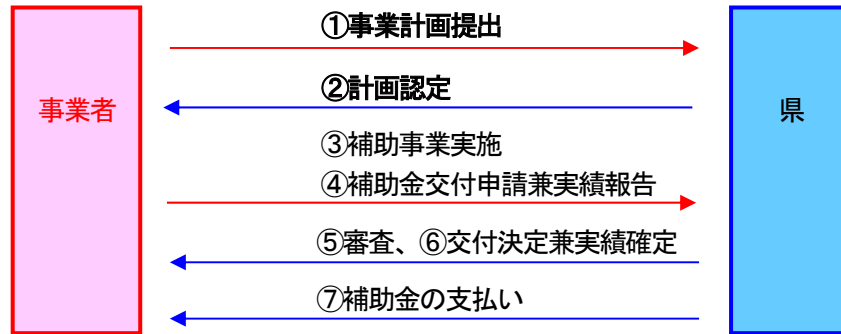 ①事業計画提出
②計画認定
事業者
県
③補助事業実施
④補助金交付申請兼実績報告
⑤審査、⑥交付決定兼実績確定
⑦補助金の支払い